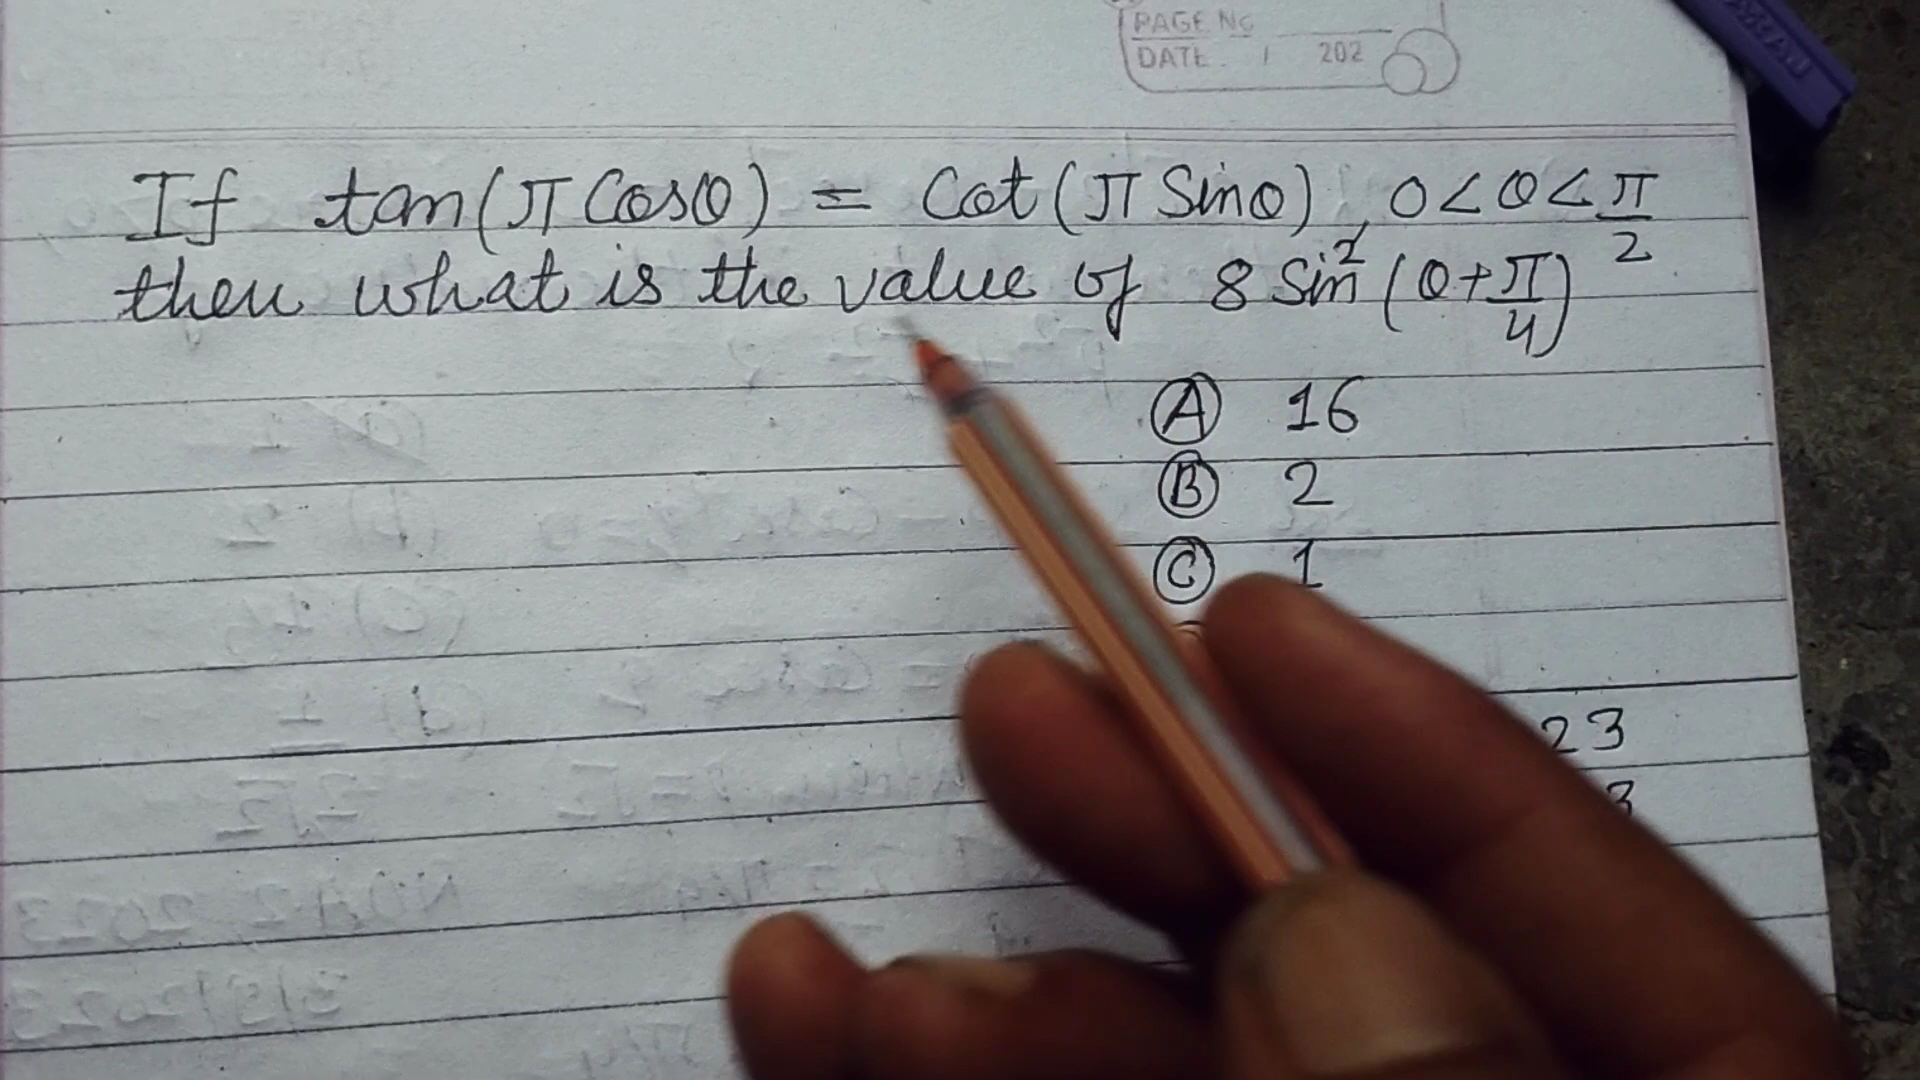 PAGE NO
DATE. / 202
If tan(π Cosθ) = Cot(π Sinθ), 0<θ<π/2
then what is the value of 8 Sin²(θ+π/4)
Ⓐ 16
Ⓑ 2
Ⓒ 1
23
3